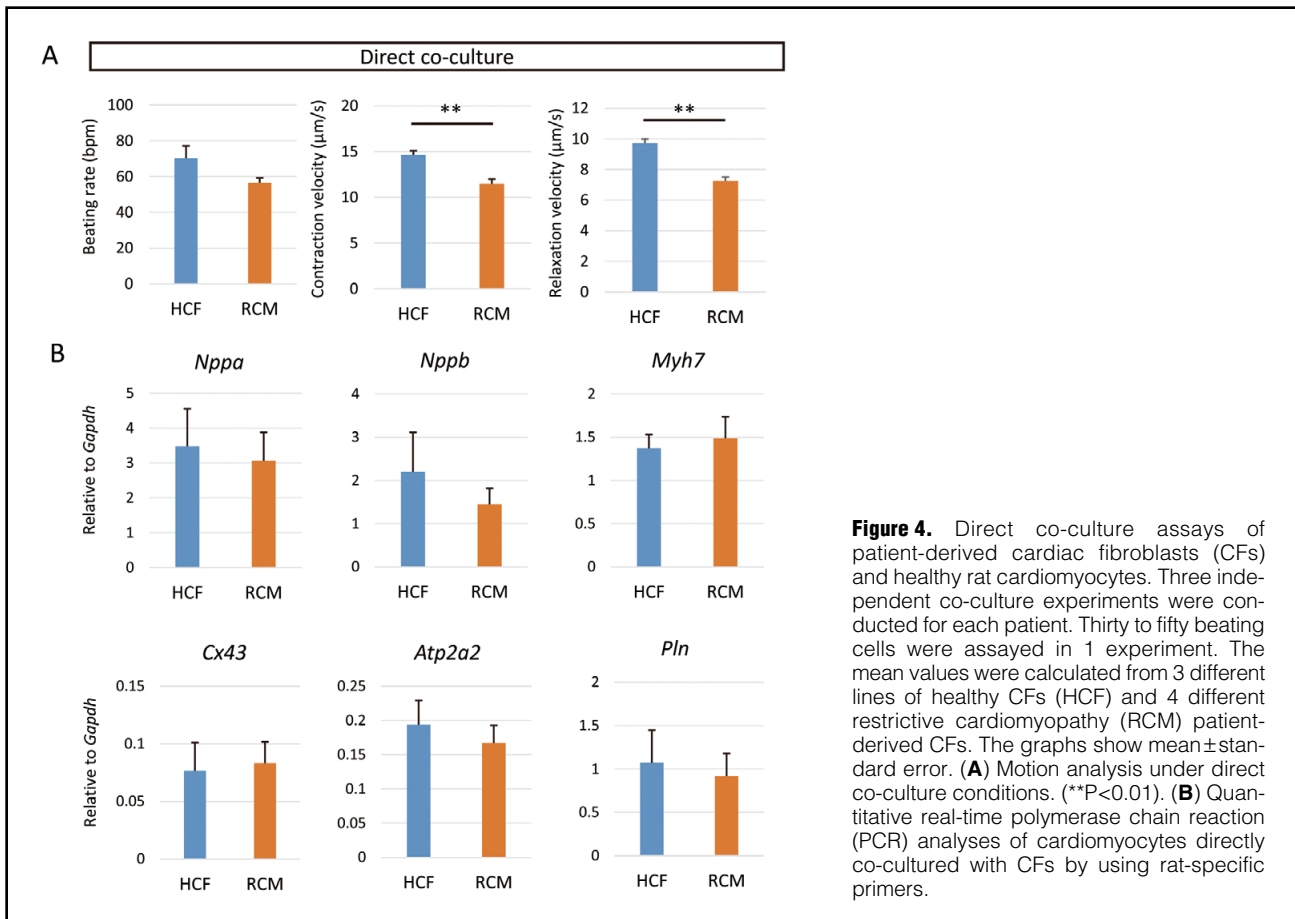 A
Direct co-culture
Beating rate (bpm)
100
80
60
40
20
0
HCF RCM
Contraction velocity (µm/s)
20
15
10
5
0
**
HCF RCM
Relaxation velocity (µm/s)
12
10
8
6
4
2
0
**
HCF RCM
B
Nppa
Relative to Gapdh
5
4
3
2
1
0
HCF RCM
Nppb
4
3
2
1
0
HCF RCM
Myh7
2
1.5
1
0.5
0
HCF RCM
Cx43
Relative to Gapdh
0.15
0.1
0.05
0
HCF RCM
Atp2a2
0.25
0.2
0.15
0.1
0.05
0
HCF RCM
Pln
2
1.5
1
0.5
0
HCF RCM
Figure 4. Direct co-culture assays of
patient-derived cardiac fibroblasts (CFs)
and healthy rat cardiomyocytes. Three inde-
pendent co-culture experiments were con-
ducted for each patient. Thirty to fifty beating
cells were assayed in 1 experiment. The
mean values were calculated from 3 different
lines of healthy CFs (HCF) and 4 different
restrictive cardiomyopathy (RCM) patient-
derived CFs. The graphs show mean±stan-
dard error. (A) Motion analysis under direct
co-culture conditions. (**P<0.01). (B) Quan-
titative real-time polymerase chain reaction
(PCR) analyses of cardiomyocytes directly
co-cultured with CFs by using rat-specific
primers.